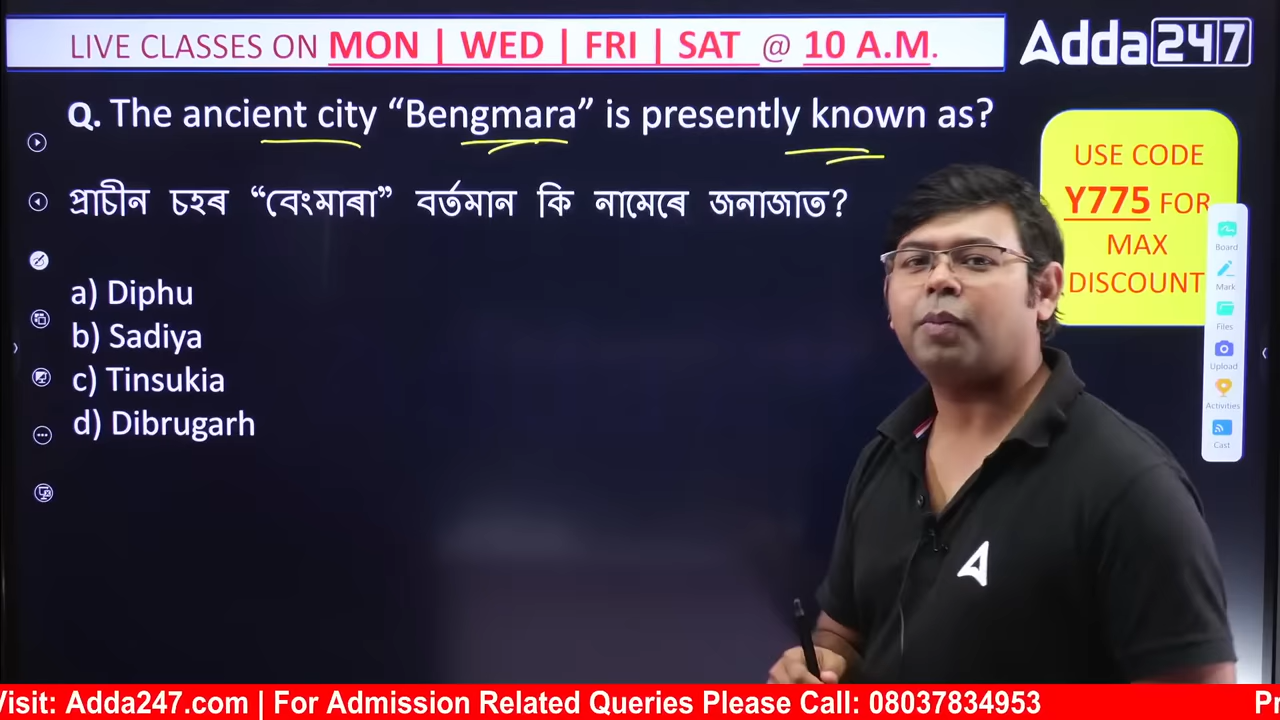 LIVE CLASSES ON MON | WED | FRI | SAT @ 10 A.M.
Adda247
Q. The ancient city “Bengmara” is presently known as?
প্ৰাচীন চহৰ “বেংমাৰা” বৰ্তমান কি নামেৰে জনাজাত?
a) Diphu
b) Sadiya
c) Tinsukia
d) Dibrugarh
USE CODE
Y775 FOR
MAX
DISCOUNT
Board
Mark
Files
Upload
Activities
Cast
Visit: Adda247.com | For Admission Related Queries Please Call: 08037834953